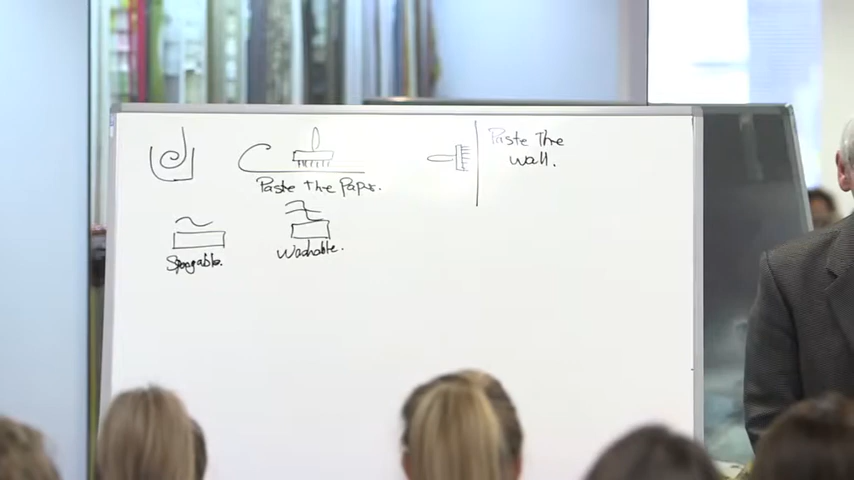 Paste The
wall.
Paste the Paper.
Spongable.
Washable.